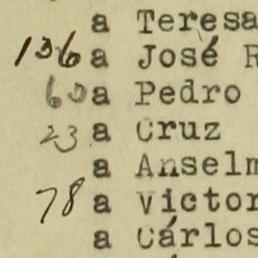 a Teresa
136 a José R
60 a Pedro
23 a Cruz
a Anselm
78 a Victor
a Cárlos